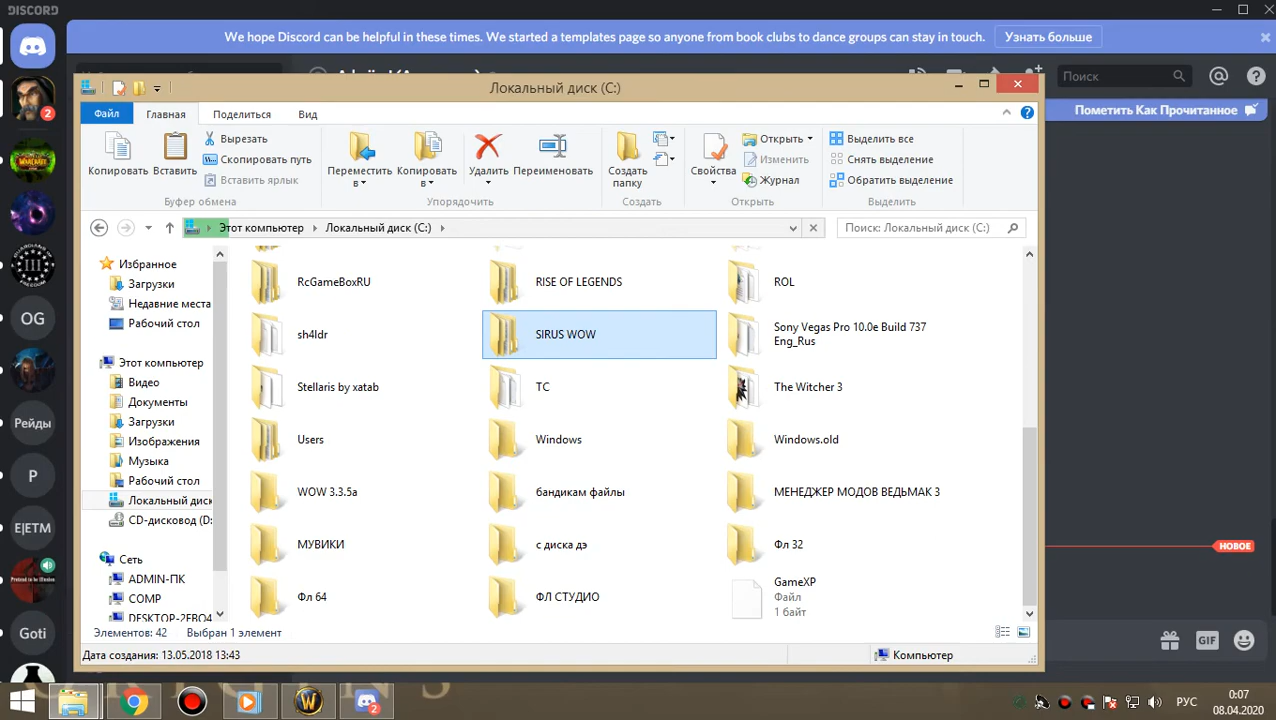 DISCORD
We hope Discord can be helpful in these times. We started a templates page so anyone from book clubs to dance groups can stay in touch.
Узнать больше
Поиск
2
Пометить Как Прочитанное
Локальный диск (C:)
Файл
Главная
Поделиться
Вид
Копировать
Вставить
Вырезать
Скопировать путь
Вставить ярлык
Буфер обмена
Переместить в
Копировать в
Удалить
Переименовать
Упорядочить
Создать папку
Создать
Свойства
Открыть
Изменить
Журнал
Открыть
Выделить все
Снять выделение
Обратить выделение
Выделить
Этот компьютер
Локальный диск (C:)
Поиск: Локальный диск (C:)
Избранное
Загрузки
Недавние места
Рабочий стол
Этот компьютер
Видео
Документы
Загрузки
Изображения
Музыка
Рабочий стол
Локальный диск
CD-дисковод (D:
Сеть
ADMIN-ПК
COMP
DESKTOP-2EBO4
RcGameBoxRU
RISE OF LEGENDS
ROL
sh4ldr
SIRUS WOW
Sony Vegas Pro 10.0e Build 737
Eng_Rus
Stellaris by xatab
TC
The Witcher 3
Users
Windows
Windows.old
WOW 3.3.5a
бандикам файлы
МЕНЕДЖЕР МОДОВ ВЕДЬМАК 3
МУВИКИ
с диска дэ
Фл 32
Фл 64
ФЛ СТУДИО
GameXP
Файл
1 байт
III
OG
Рейды
P
E|ETM
Goti
НОВОЕ
GIF
Элементов: 42
Выбран 1 элемент
Дата создания: 13.05.2018 13:43
Компьютер
2
РУС
0:07
08.04.2020